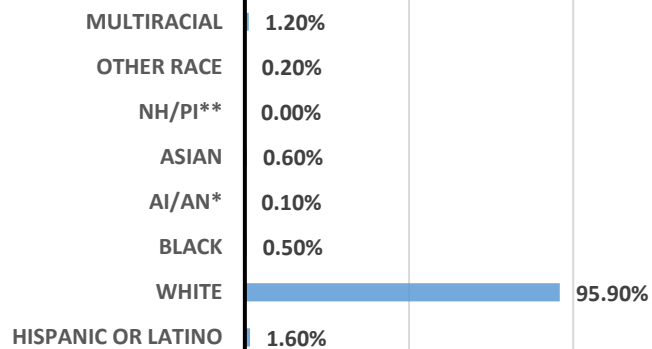 MULTIRACIAL 1.20%
OTHER RACE 0.20%
NH/PI** 0.00%
ASIAN 0.60%
AI/AN* 0.10%
BLACK 0.50%
WHITE 95.90%
HISPANIC OR LATINO 1.60%